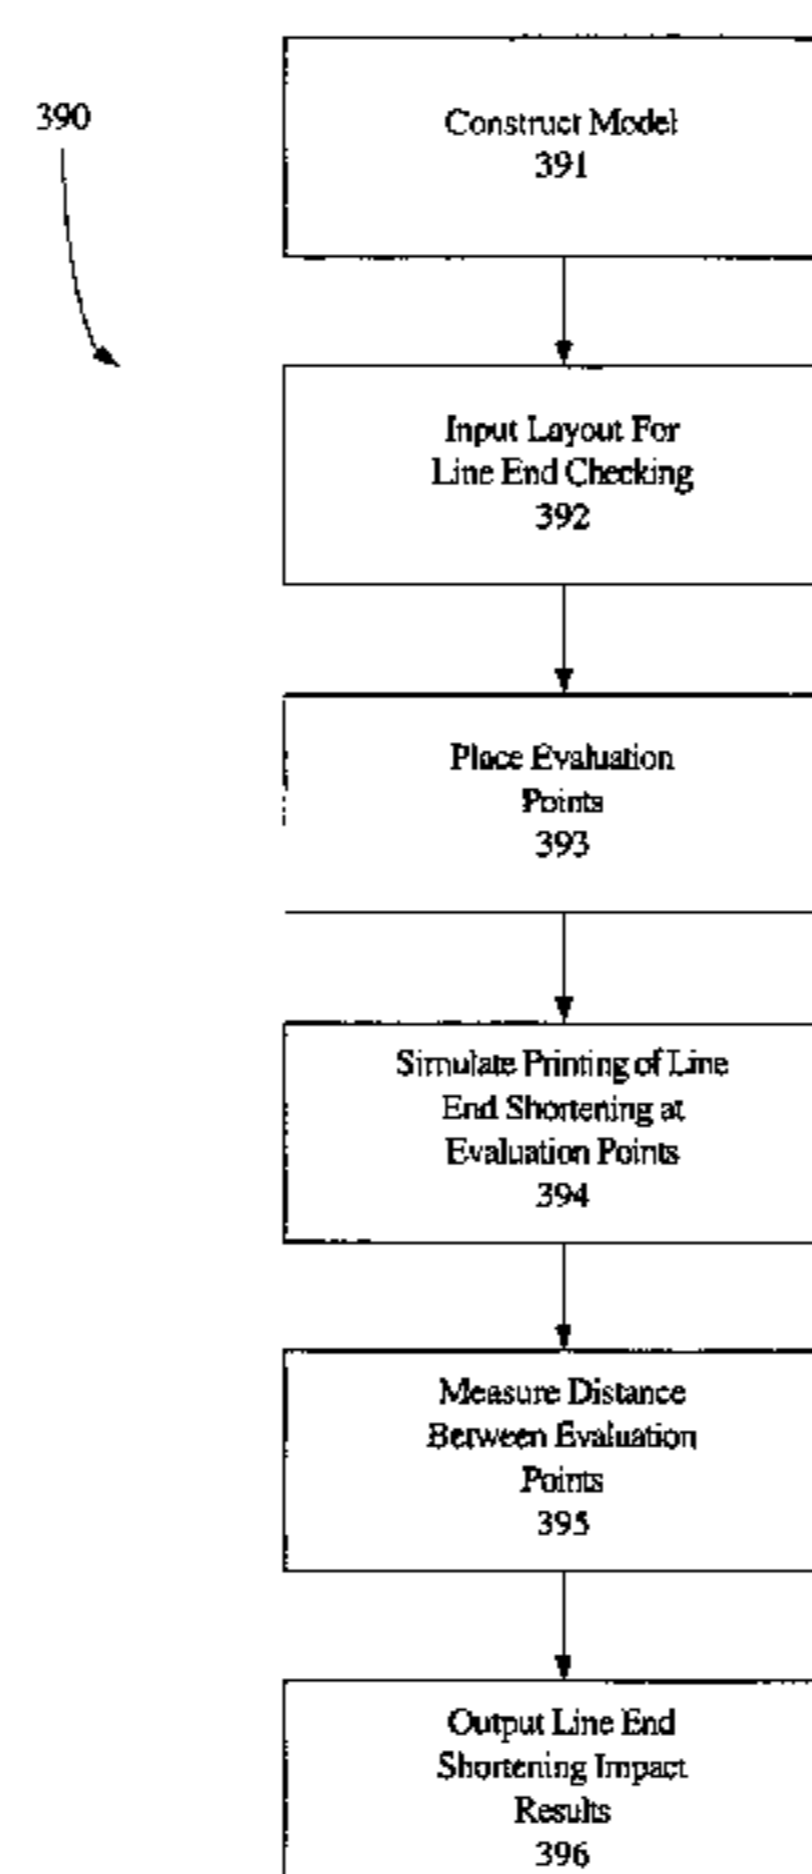 390
Construct Model
391
Input Layout For
Line End Checking
392
Place Evaluation
Points
393
Simulate Printing of Line
End Shortening at
Evaluation Points
394
Measure Distance
Between Evaluation
Points
395
Output Line End
Shortening Impact
Results
396